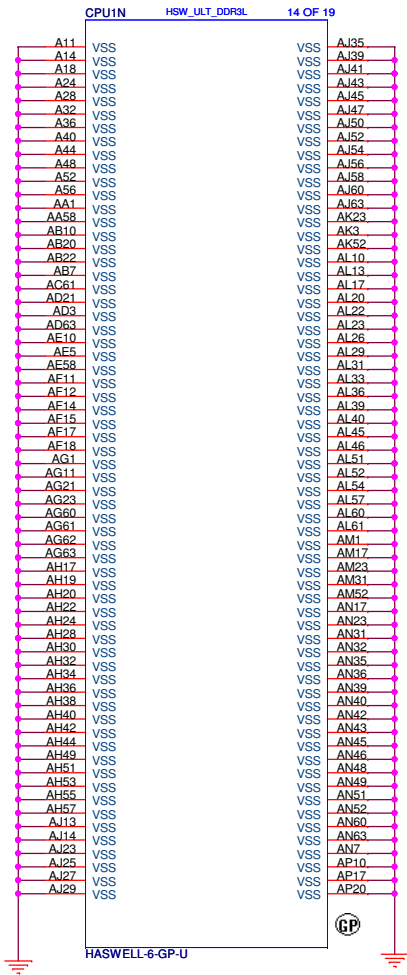 CPU1N HSW_ULT_DDR3L 14 OF 19
A11 VSS VSS AJ35
A14 VSS VSS AJ39
A18 VSS VSS AJ41
A24 VSS VSS AJ43
A28 VSS VSS AJ45
A32 VSS VSS AJ47
A36 VSS VSS AJ50
A40 VSS VSS AJ52
A44 VSS VSS AJ54
A48 VSS VSS AJ56
A52 VSS VSS AJ58
A56 VSS VSS AJ60
AA1 VSS VSS AJ63
AA58 VSS VSS AK23
AB10 VSS VSS AK3
AB20 VSS VSS AK52
AB22 VSS VSS AL10
AB7 VSS VSS AL13
AC61 VSS VSS AL17
AD21 VSS VSS AL20
AD3 VSS VSS AL22
AD63 VSS VSS AL23
AE10 VSS VSS AL26
AE5 VSS VSS AL29
AE58 VSS VSS AL31
AF11 VSS VSS AL33
AF12 VSS VSS AL36
AF14 VSS VSS AL39
AF15 VSS VSS AL40
AF17 VSS VSS AL45
AF18 VSS VSS AL46
AG1 VSS VSS AL51
AG11 VSS VSS AL52
AG21 VSS VSS AL54
AG23 VSS VSS AL57
AG60 VSS VSS AL60
AG61 VSS VSS AL61
AG62 VSS VSS AM1
AG63 VSS VSS AM17
AH17 VSS VSS AM23
AH19 VSS VSS AM31
AH20 VSS VSS AM52
AH22 VSS VSS AN17
AH24 VSS VSS AN23
AH28 VSS VSS AN31
AH30 VSS VSS AN32
AH32 VSS VSS AN35
AH34 VSS VSS AN36
AH36 VSS VSS AN39
AH38 VSS VSS AN40
AH40 VSS VSS AN42
AH42 VSS VSS AN43
AH44 VSS VSS AN45
AH49 VSS VSS AN46
AH51 VSS VSS AN48
AH53 VSS VSS AN49
AH55 VSS VSS AN51
AH57 VSS VSS AN52
AJ13 VSS VSS AN60
AJ14 VSS VSS AN63
AJ23 VSS VSS AN7
AJ25 VSS VSS AP10
AJ27 VSS VSS AP17
AJ29 VSS VSS AP20
GP
HASWELL-6-GP-U